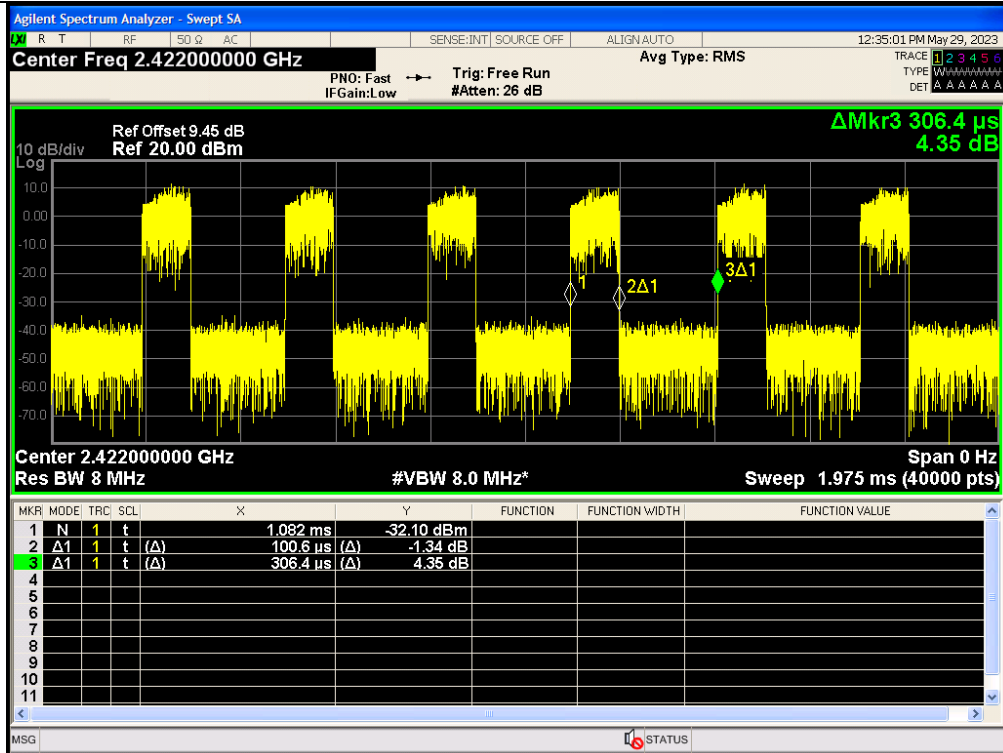 Agilent Spectrum Analyzer - Swept SA
LXI R T RF 50 Ω AC SENSE:INT SOURCE OFF ALIGN AUTO 12:35:01 PM May 29, 2023
Center Freq 2.422000000 GHz
PNO: Fast
IFGain:Low
Trig: Free Run
#Atten: 26 dB
Avg Type: RMS
TRACE 1 2 3 4 5 6
TYPE W
DET A A A A A A
ΔMkr3 306.4 µs
4.35 dB
Ref Offset 9.45 dB
10 dB/div Ref 20.00 dBm
Log
10.0
0.00
-10.0
-20.0
-30.0
-40.0
-50.0
-60.0
-70.0
1
2Δ1
3Δ1
Center 2.422000000 GHz Span 0 Hz
Res BW 8 MHz #VBW 8.0 MHz* Sweep 1.975 ms (40000 pts)
MKR MODE TRC SCL X Y FUNCTION FUNCTION WIDTH FUNCTION VALUE
1 N 1 t 1.082 ms -32.10 dBm
2 Δ1 1 t (Δ) 100.6 µs (Δ) -1.34 dB
3 Δ1 1 t (Δ) 306.4 µs (Δ) 4.35 dB
4
5
6
7
8
9
10
11
MSG STATUS